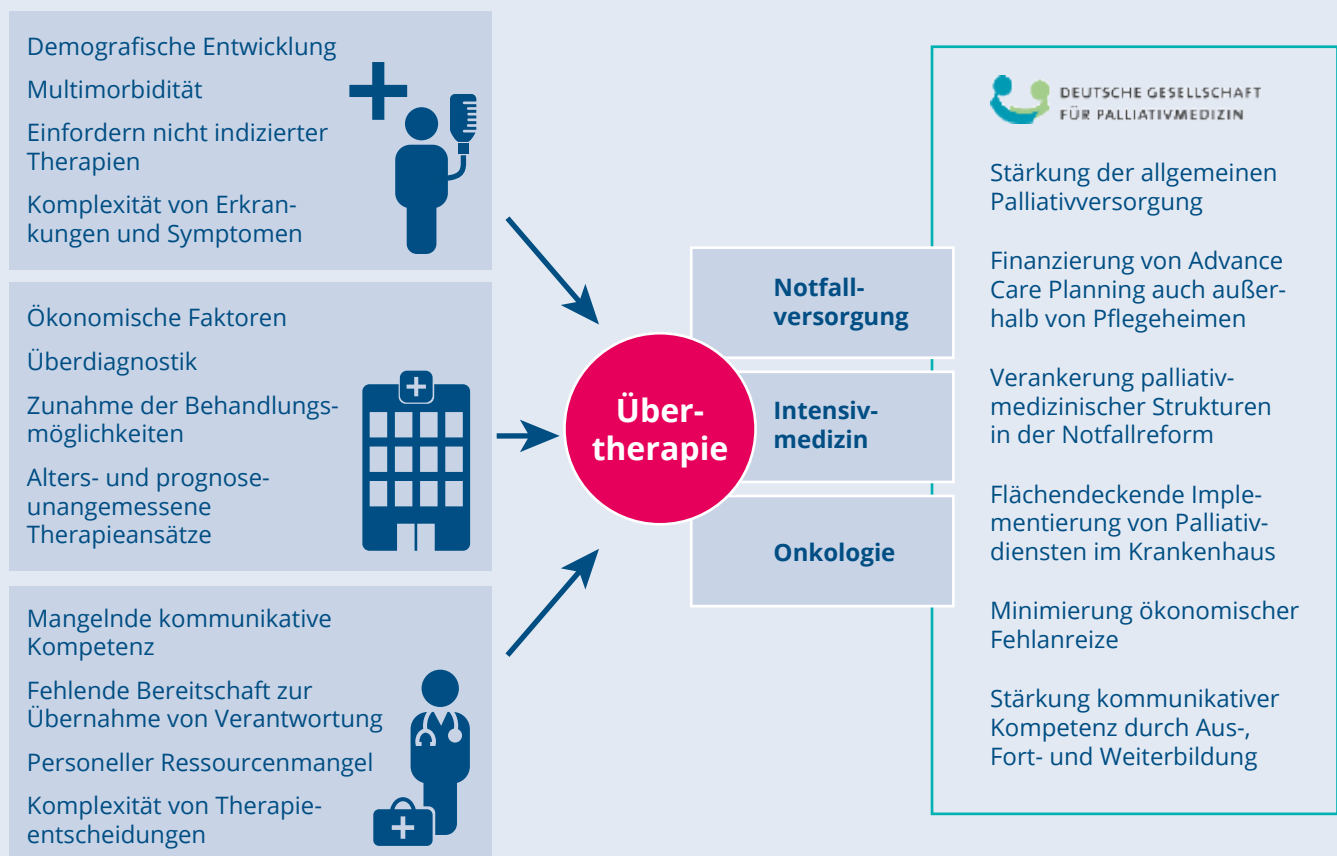 Demografische Entwicklung
Multimorbidität
Einfordern nicht indizierter
Therapien
Komplexität von Erkran-
kungen und Symptomen
Ökonomische Faktoren
Überdiagnostik
Zunahme der Behandlungs-
möglichkeiten
Alters- und prognose-
unangemessene
Therapieansätze
Mangelnde kommunikative
Kompetenz
Fehlende Bereitschaft zur
Übernahme von Verantwortung
Personeller Ressourcenmangel
Komplexität von Therapie-
entscheidungen
Über-
therapie
Notfall-
versorgung
Intensiv-
medizin
Onkologie
DEUTSCHE GESELLSCHAFT
FÜR PALLIATIVMEDIZIN
Stärkung der allgemeinen
Palliativversorgung
Finanzierung von Advance
Care Planning auch außer-
halb von Pflegeheimen
Verankerung palliativ-
medizinischer Strukturen
in der Notfallreform
Flächendeckende Imple-
mentierung von Palliativ-
diensten im Krankenhaus
Minimierung ökonomischer
Fehlanreize
Stärkung kommunikativer
Kompetenz durch Aus-,
Fort- und Weiterbildung